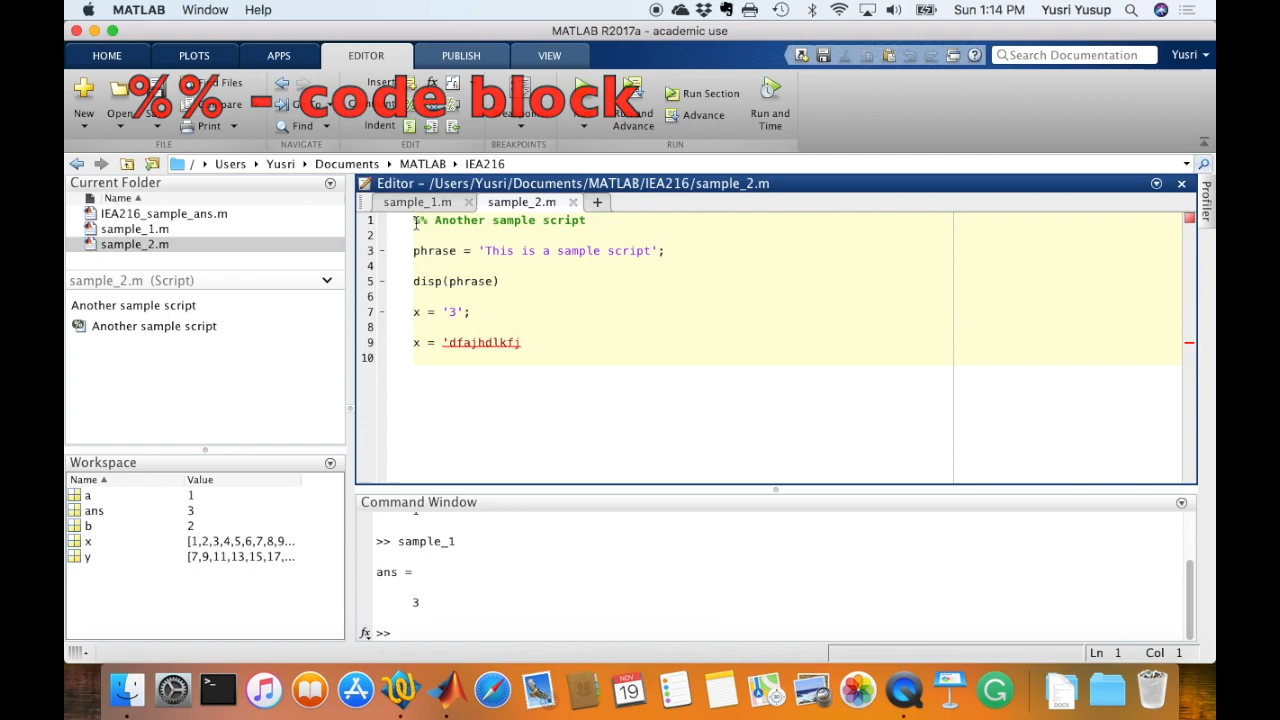 MATLAB Window Help Sun 1:14 PM Yusri Yusup
MATLAB R2017a - academic use
HOME PLOTS APPS EDITOR PUBLISH VIEW Search Documentation Yusri
%% - code block
New Open Find Files Compare Print Find Insert Indent Run and Advance Run Section Advance Run and Time
FILE NAVIGATE EDIT BREAKPOINTS RUN
/ Users Yusri Documents MATLAB IEA216
Current Folder
Name
IEA216_sample_ans.m
sample_1.m
sample_2.m
sample_2.m (Script)
Another sample script
Another sample script
Workspace
Name Value
a 1
ans 3
b 2
x [1,2,3,4,5,6,7,8,9...
y [7,9,11,13,15,17,...
Editor - /Users/Yusri/Documents/MATLAB/IEA216/sample_2.m
sample_1.m sample_2.m
1 %% Another sample script
2
3 - phrase = 'This is a sample script';
4
5 - disp(phrase)
6
7 - x = '3';
8
9 x = 'dfajhdlkfj
10
Profiler
Command Window
>> sample_1
ans =
3
fx >>
Ln 1 Col 1
NOV
19
DOCX